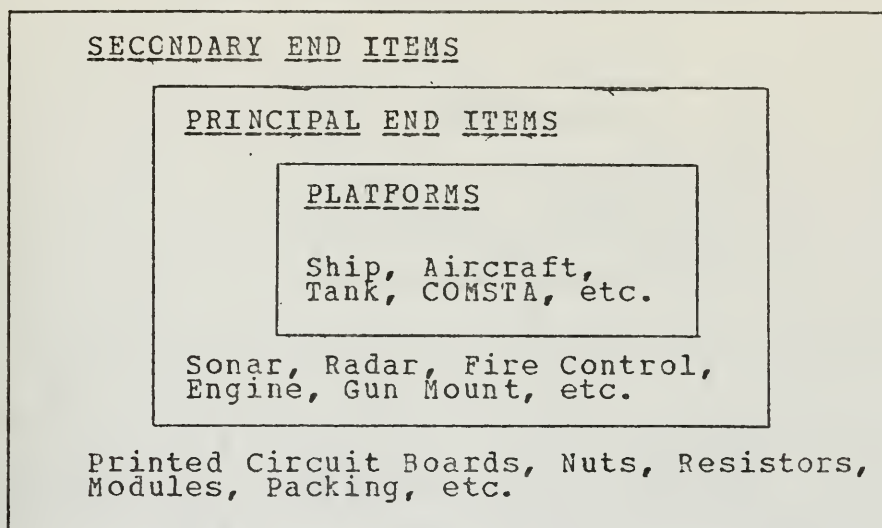 SECONDARY END ITEMS
PRINCIPAL END ITEMS
PLATFORMS
Ship, Aircraft,
Tank, COMSTA, etc.
Sonar, Radar, Fire Control,
Engine, Gun Mount, etc.
Printed Circuit Boards, Nuts, Resistors,
Modules, Packing, etc.